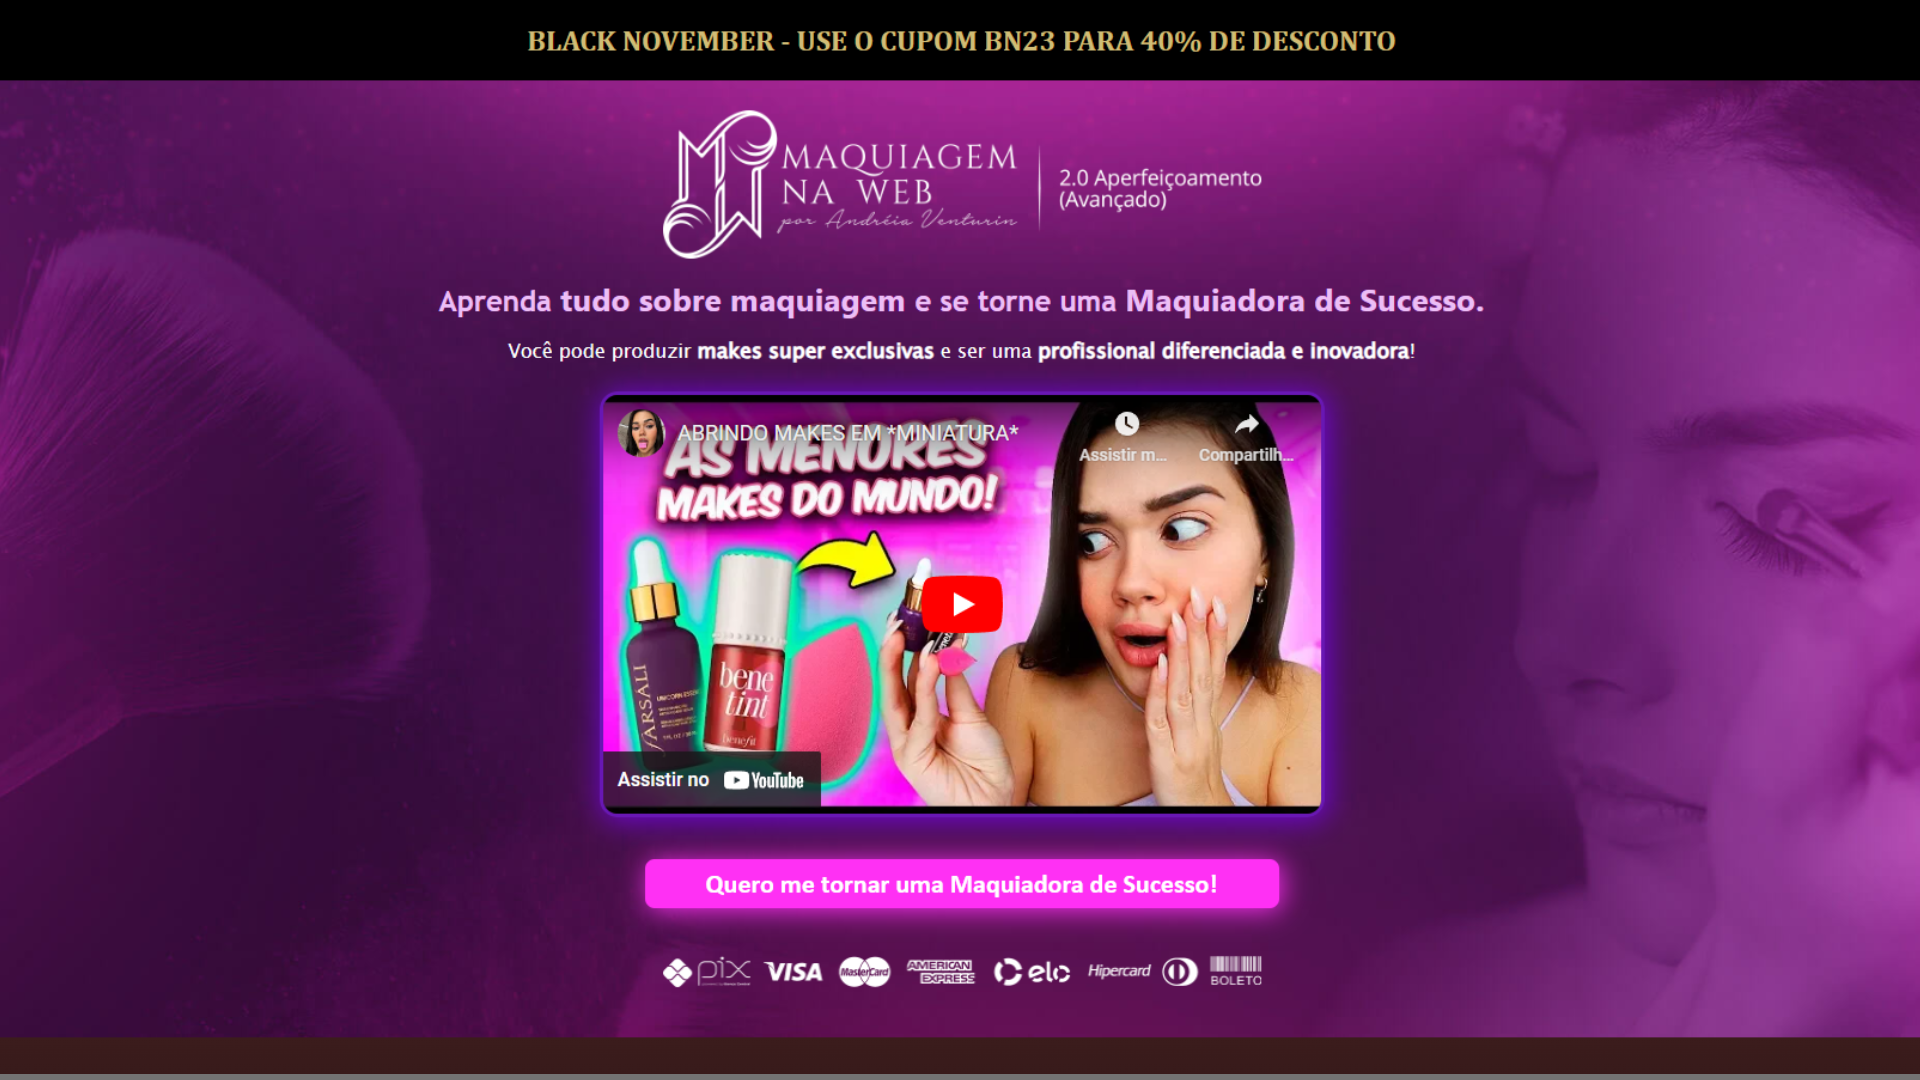 BLACK NOVEMBER - USE O CUPOM BN23 PARA 40% DE DESCONTO
MAQUIAGEM
NA WEB
por Andréia Venturin
2.0 Aperfeiçoamento
(Avançado)
Aprenda tudo sobre maquiagem e se torne uma Maquiadora de Sucesso.
Você pode produzir makes super exclusivas e ser uma profissional diferenciada e inovadora!
ABRINDO MAKES EM *MINIATURA*
Assistir m...
Compartilh...
AS MENORES
MAKES DO MUNDO!
FARSALI
bene
tint
benefit
Assistir no YouTube
Quero me tornar uma Maquiadora de Sucesso!
pix VISA MasterCard AMERICAN EXPRESS elo Hipercard BOLETO